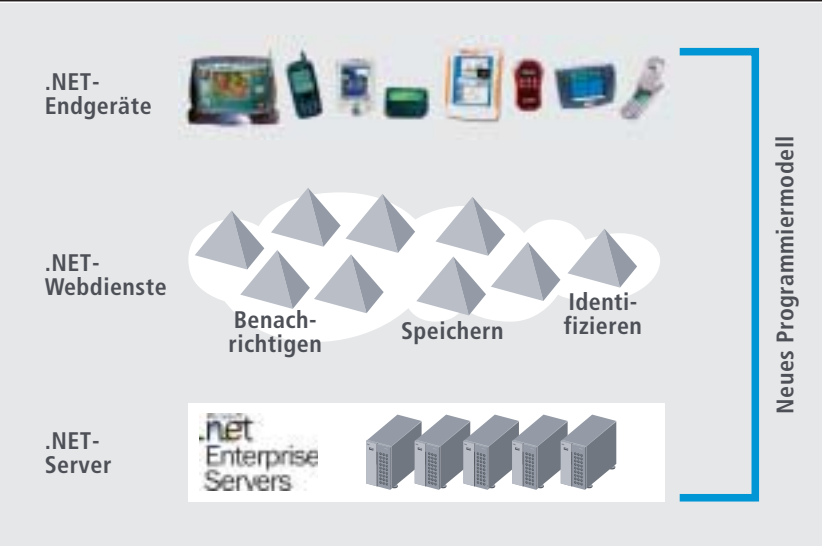 .NET-
Endgeräte
.NET-
Webdienste
Benach-
richtigen
Speichern
Identi-
fizieren
.NET-
Server
.net
Enterprise
Servers
Neues Programmiermodell